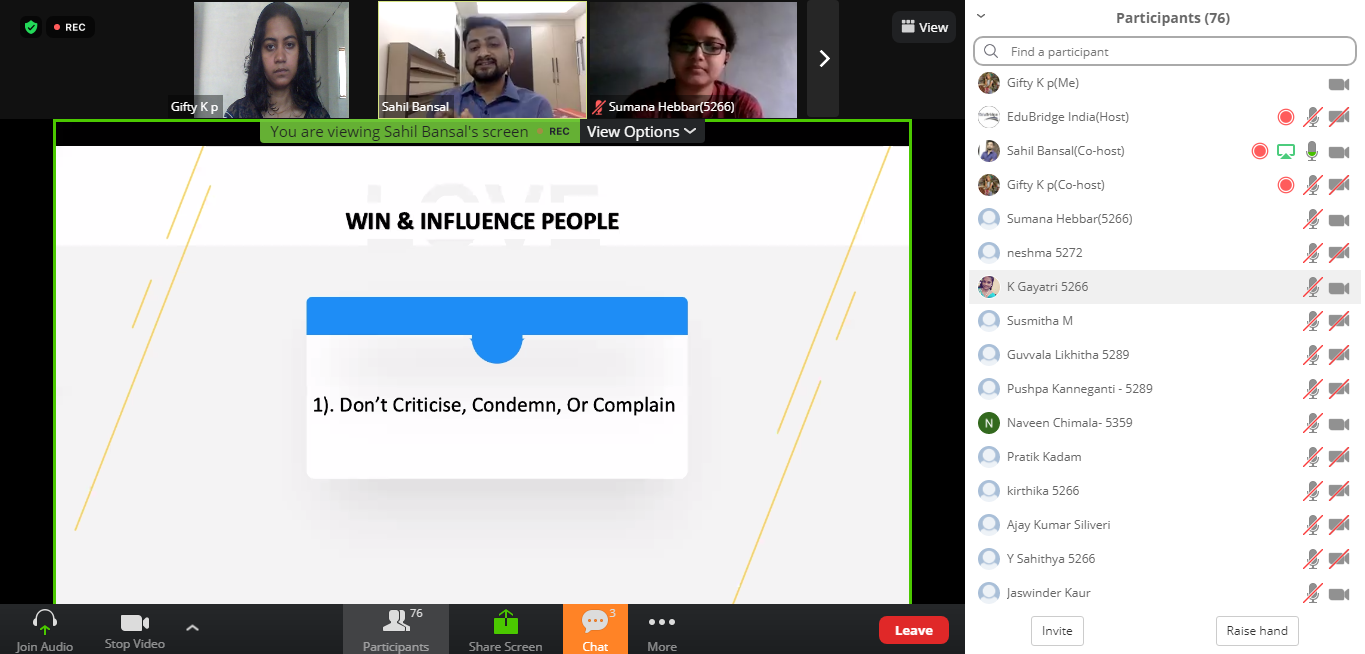 REC
View
Gifty K p
Sahil Bansal
Sumana Hebbar(5266)
You are viewing Sahil Bansal's screen
REC
View Options
LOVE
WIN & INFLUENCE PEOPLE
1). Don’t Criticise, Condemn, Or Complain
Join Audio
Stop Video
76
Participants
Share Screen
3
Chat
More
Leave
Participants (76)
Find a participant
Gifty K p(Me)
EduBridge India(Host)
Sahil Bansal(Co-host)
Gifty K p(Co-host)
Sumana Hebbar(5266)
neshma 5272
K Gayatri 5266
Susmitha M
Guvvala Likhitha 5289
Pushpa Kanneganti - 5289
N
Naveen Chimala- 5359
Pratik Kadam
kirthika 5266
Ajay Kumar Siliveri
Y Sahithya 5266
Jaswinder Kaur
Invite
Raise hand